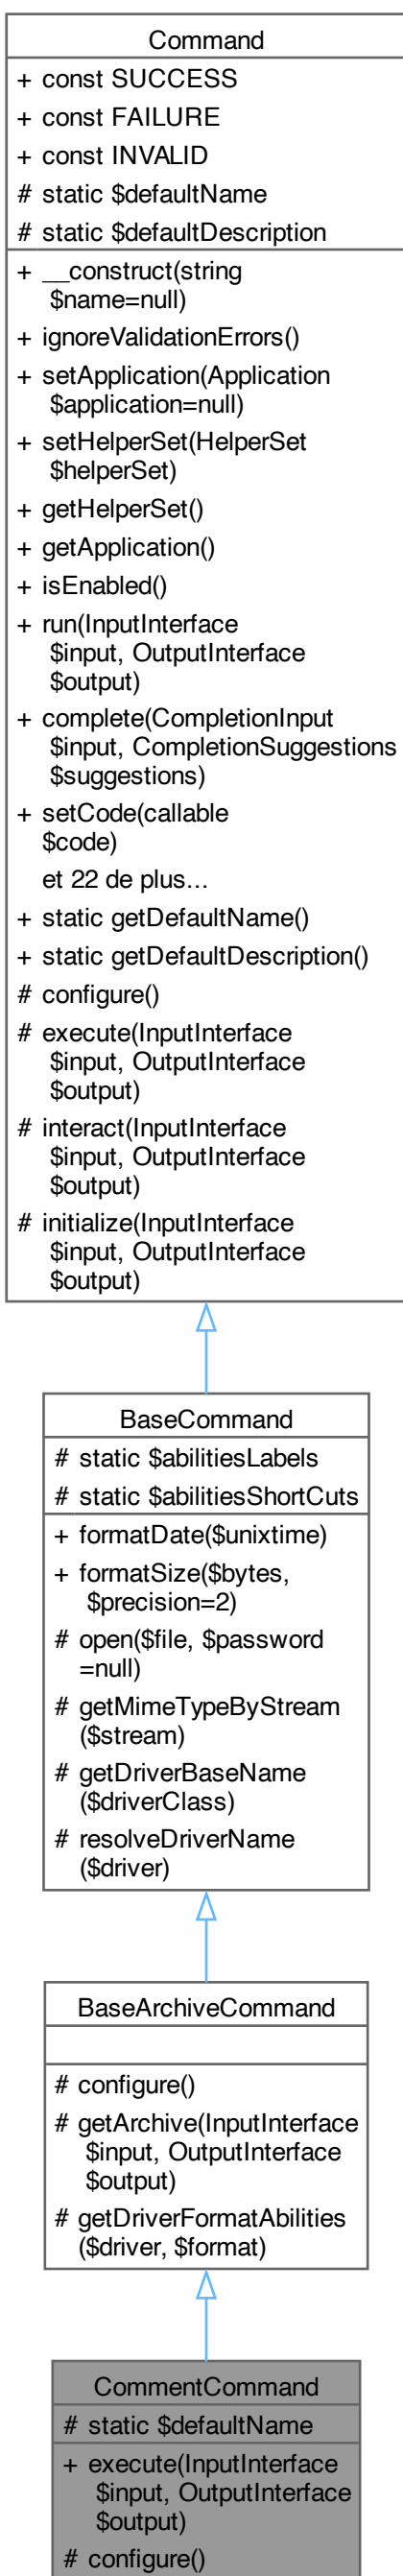 Command
+ const SUCCESS
+ const FAILURE
+ const INVALID
# static $defaultName
# static $defaultDescription
+ __construct(string
$name=null)
+ ignoreValidationErrors()
+ setApplication(Application
$application=null)
+ setHelperSet(HelperSet
$helperSet)
+ getHelperSet()
+ getApplication()
+ isEnabled()
+ run(InputInterface
$input, OutputInterface
$output)
+ complete(CompletionInput
$input, CompletionSuggestions
$suggestions)
+ setCode(callable
$code)
et 22 de plus...
+ static getDefaultName()
+ static getDefaultDescription()
# configure()
# execute(InputInterface
$input, OutputInterface
$output)
# interact(InputInterface
$input, OutputInterface
$output)
# initialize(InputInterface
$input, OutputInterface
$output)
BaseCommand
# static $abilitiesLabels
# static $abilitiesShortCuts
+ formatDate($unixtime)
+ formatSize($bytes,
$precision=2)
# open($file, $password
=null)
# getMimeTypeByStream
($stream)
# getDriverBaseName
($driverClass)
# resolveDriverName
($driver)
BaseArchiveCommand
# configure()
# getArchive(InputInterface
$input, OutputInterface
$output)
# getDriverFormatAbilities
($driver, $format)
CommentCommand
# static $defaultName
+ execute(InputInterface
$input, OutputInterface
$output)
# configure()